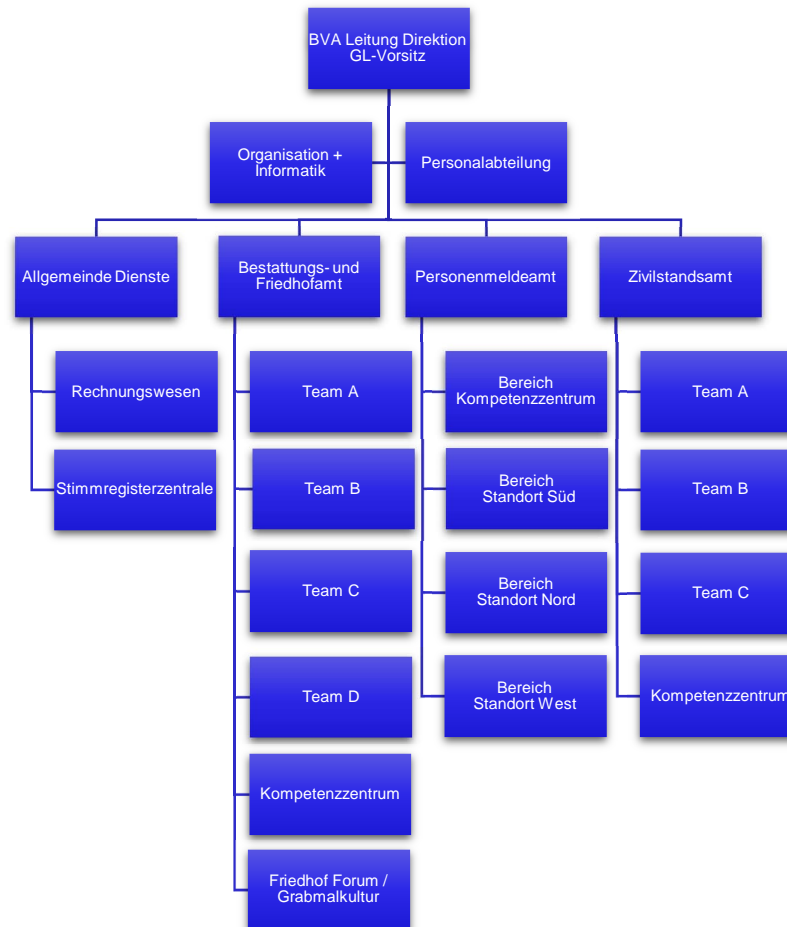 BVA Leitung Direktion
GL-Vorsitz
Organisation +
Informatik
Personalabteilung
Allgemeinde Dienste
Bestattungs- und
Friedhofamt
Personenmeldeamt
Zivilstandsamt
Rechnungswesen
Stimmregisterzentrale
Team A
Team B
Team C
Team D
Kompetenzzentrum
Friedhof Forum /
Grabmalkultur
Bereich
Kompetenzzentrum
Bereich
Standort Süd
Bereich
Standort Nord
Bereich
Standort West
Team A
Team B
Team C
Kompetenzzentrum